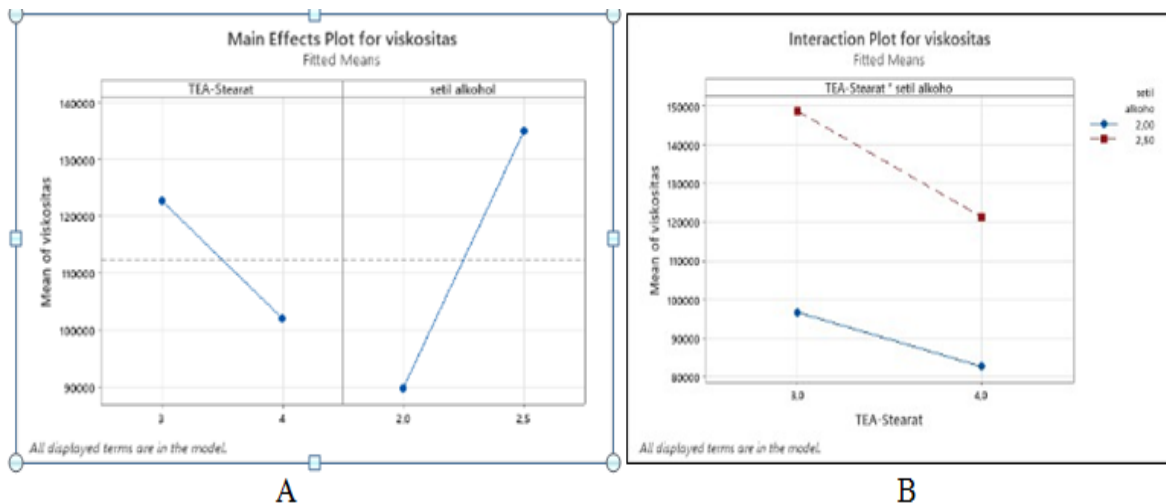 Main Effects Plot for viskositas
Fitted Means
TEA-Stearat setil alkohol
140000
130000
120000
110000
100000
90000
Mean of viskositas
3 4 2.0 2.5
All displayed terms are in the model.
A
Interaction Plot for viskositas
Fitted Means
TEA-Stearat * setil alkoho
150000
140000
130000
120000
110000
100000
90000
80000
Mean of viskositas
3,0 4,0
TEA-Stearat
setil
alkoho
2,00
2,50
All displayed terms are in the model.
B